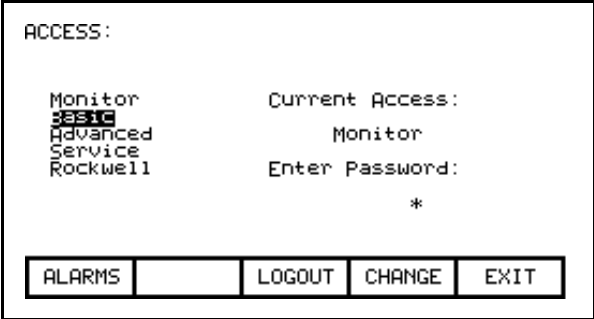 ACCESS:
Monitor
Basic
Advanced
Service
Rockwell
Current Access:
Monitor
Enter Password:
*
ALARMS LOGOUT CHANGE EXIT